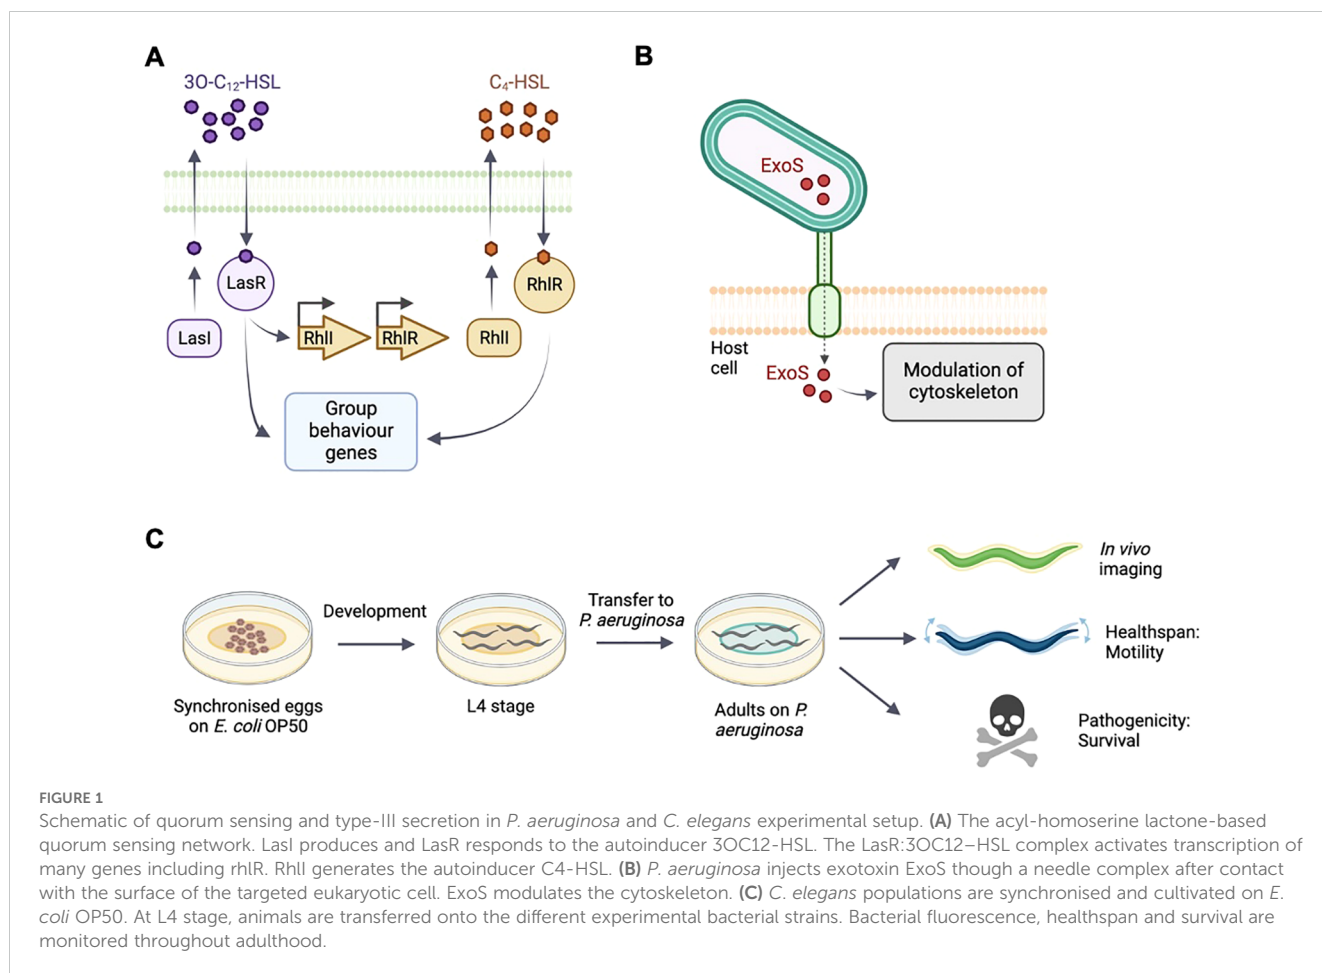 A
3O-C₁₂-HSL
C₄-HSL
LasR
RhlR
LasI
RhlI
RhlR
RhlI
Group
behaviour
genes
B
ExoS
Host
cell
ExoS
Modulation of
cytoskeleton
C
Synchronised eggs
on E. coli OP50
Development
L4 stage
Transfer to
P. aeruginosa
Adults on P.
aeruginosa
In vivo
imaging
Healthspan:
Motility
Pathogenicity:
Survival
FIGURE 1
Schematic of quorum sensing and type-III secretion in P. aeruginosa and C. elegans experimental setup. (A) The acyl-homoserine lactone-based
quorum sensing network. LasI produces and LasR responds to the autoinducer 3OC12-HSL. The LasR:3OC12–HSL complex activates transcription of
many genes including rhlR. RhlI generates the autoinducer C4-HSL. (B) P. aeruginosa injects exotoxin ExoS though a needle complex after contact
with the surface of the targeted eukaryotic cell. ExoS modulates the cytoskeleton. (C) C. elegans populations are synchronised and cultivated on E.
coli OP50. At L4 stage, animals are transferred onto the different experimental bacterial strains. Bacterial fluorescence, healthspan and survival are
monitored throughout adulthood.